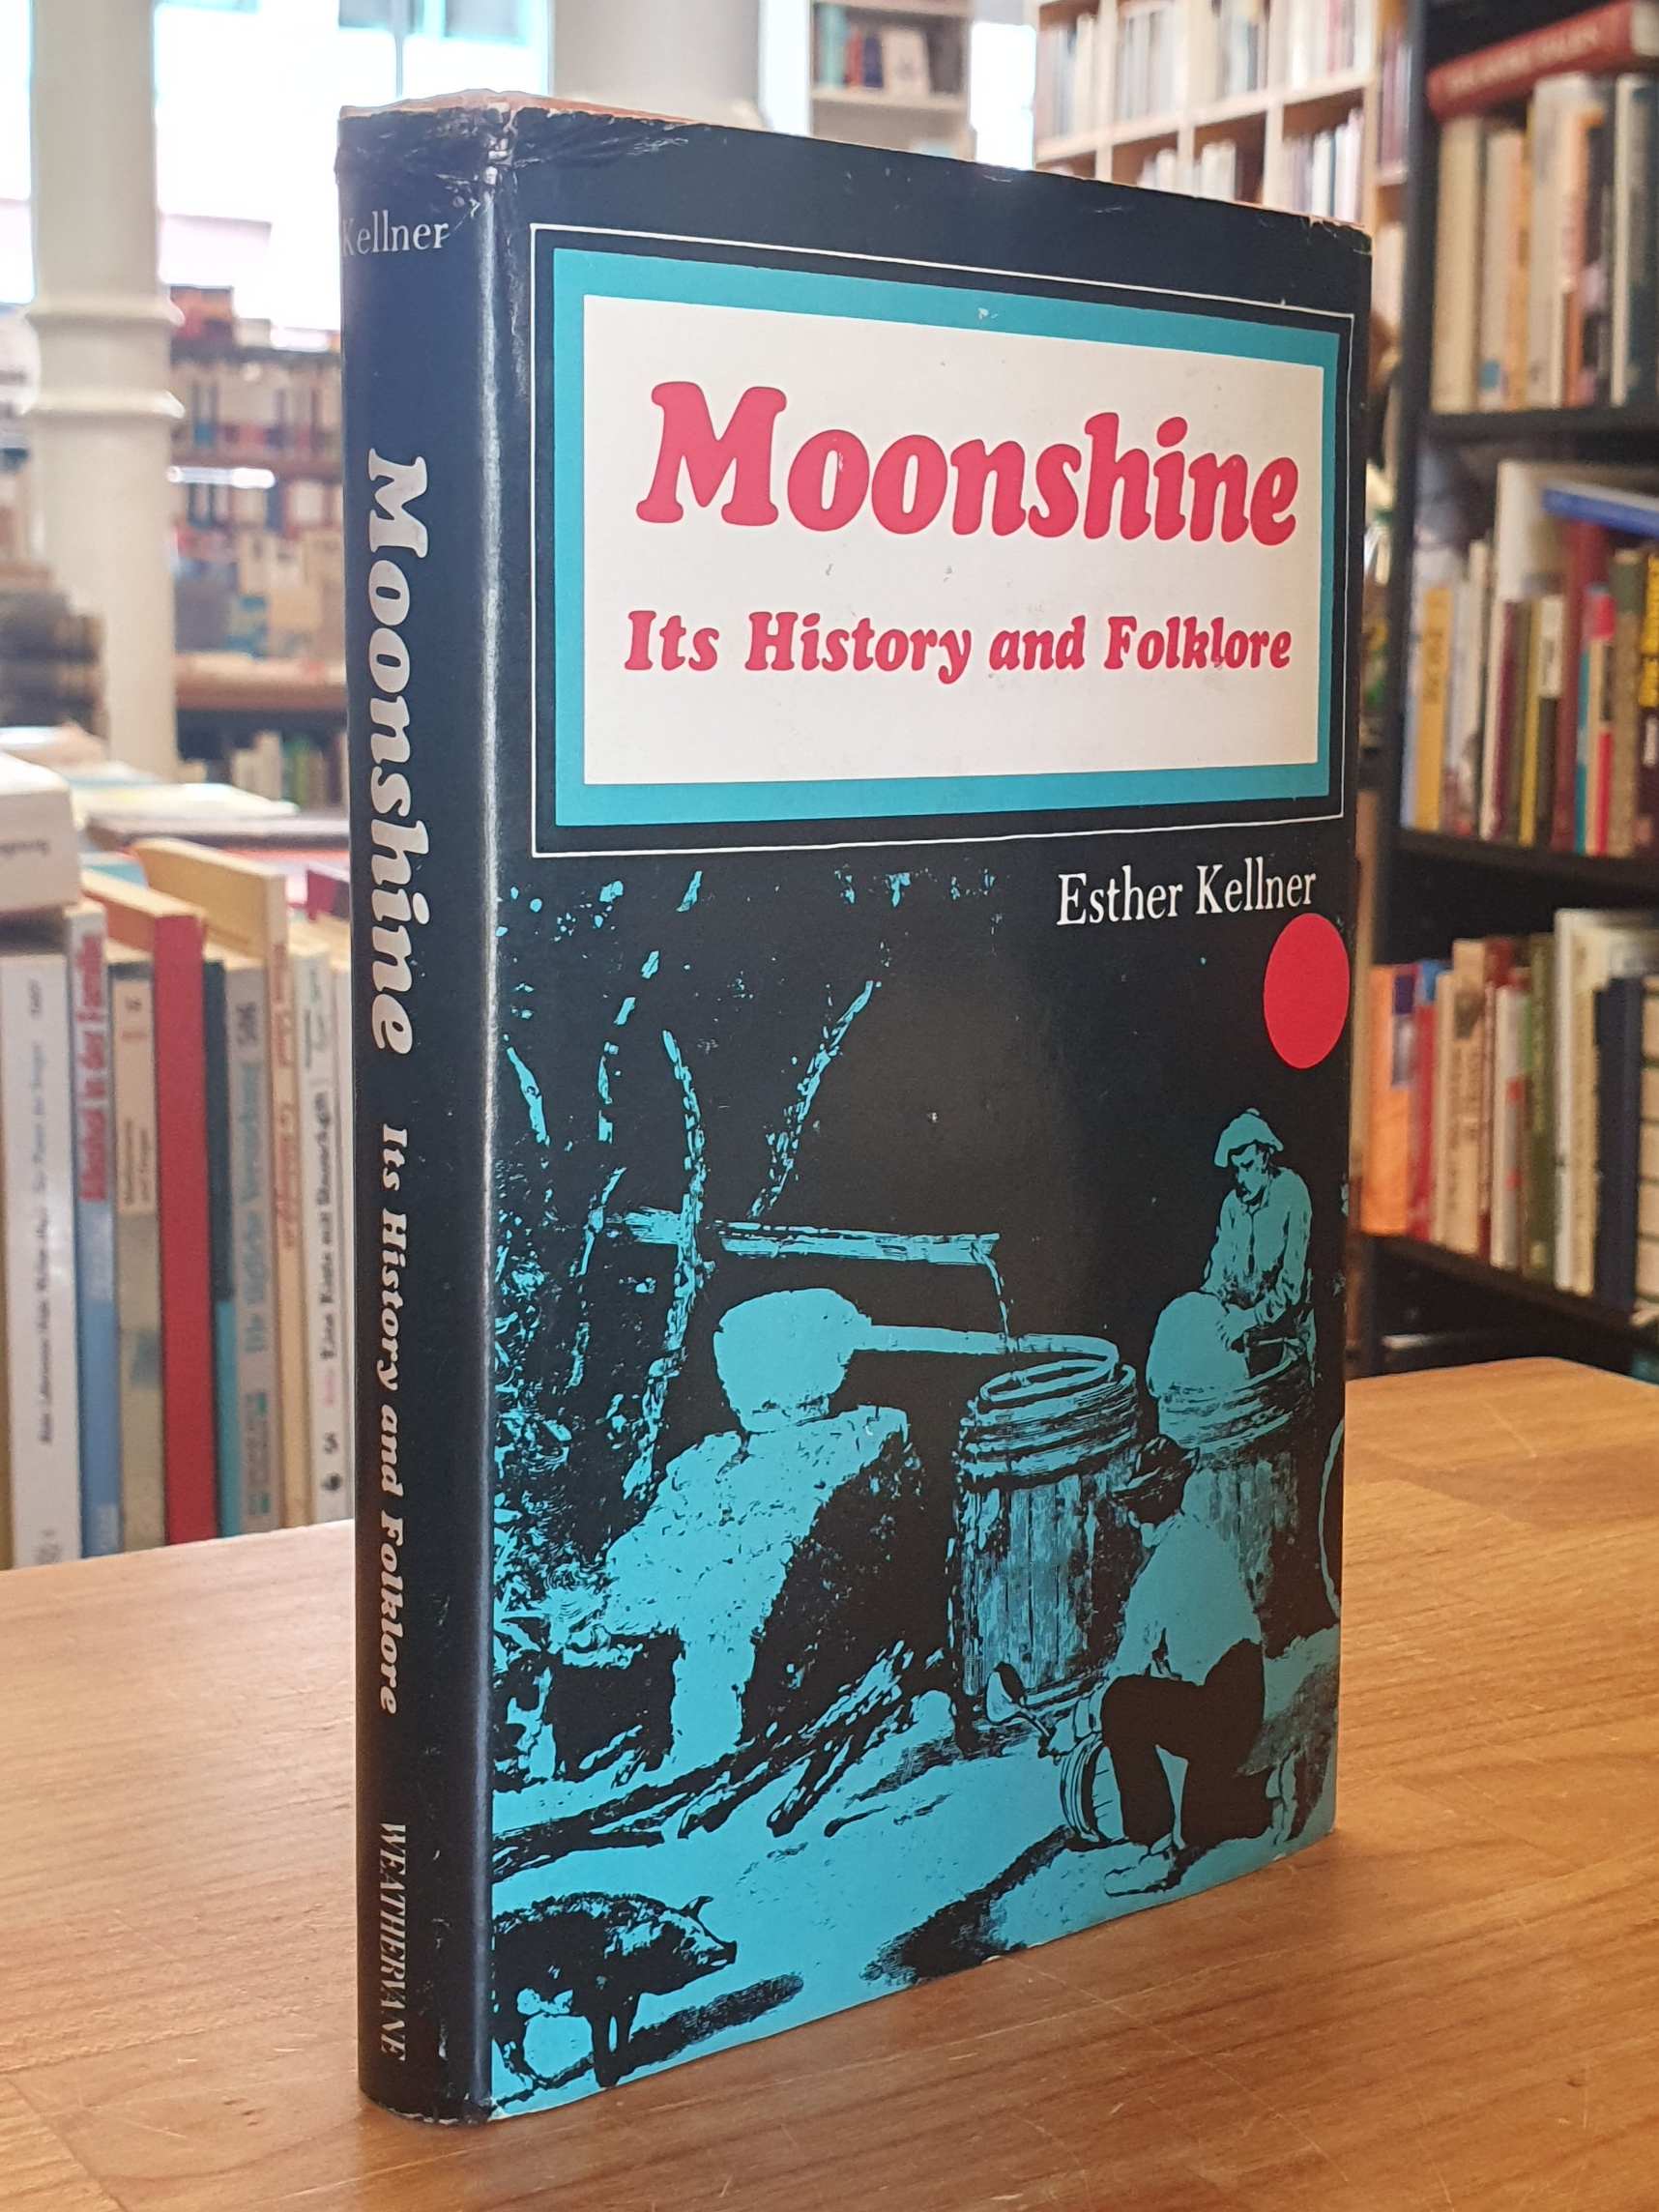 Kellner
Moonshine Its History and Folklore
WEATHERVANE
Moonshine
Its History and Folklore
Esther Kellner